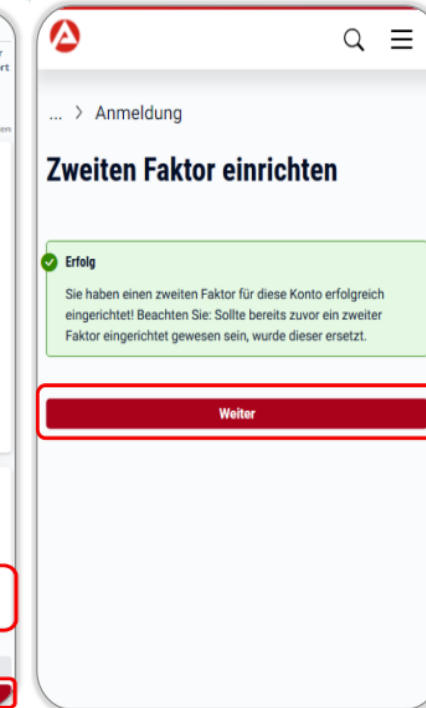 ... > Anmeldung
Zweiten Faktor einrichten
Erfolg
Sie haben einen zweiten Faktor für diese Konto erfolgreich
eingerichtet! Beachten Sie: Sollte bereits zuvor ein zweiter
Faktor eingerichtet gewesen sein, wurde dieser ersetzt.
Weiter